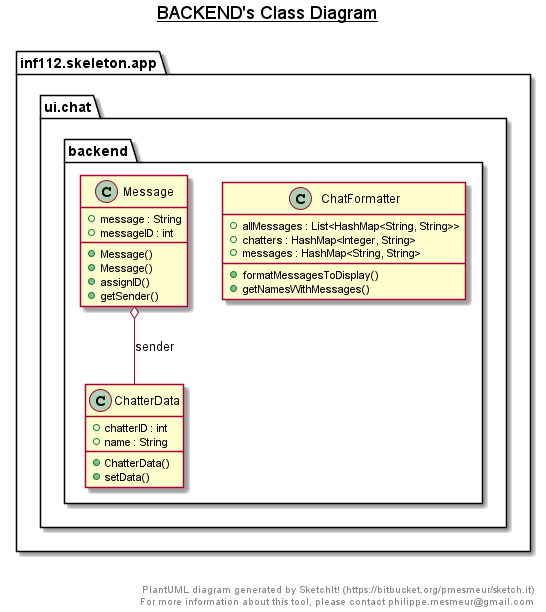 BACKEND's Class Diagram
inf112.skeleton.app
ui.chat
backend
C Message
message : String
messageID : int
Message()
Message()
assignID()
getSender()
C ChatFormatter
allMessages : List<HashMap<String, String>>
chatters : HashMap<Integer, String>
messages : HashMap<String, String>
formatMessagesToDisplay()
getNamesWithMessages()
sender
C ChatterData
chatterID : int
name : String
ChatterData()
setData()
PlantUML diagram generated by SketchIt! (https://bitbucket.org/pmesmeur/sketch.it)
For more information about this tool, please contact philippe.mesmeur@gmail.com